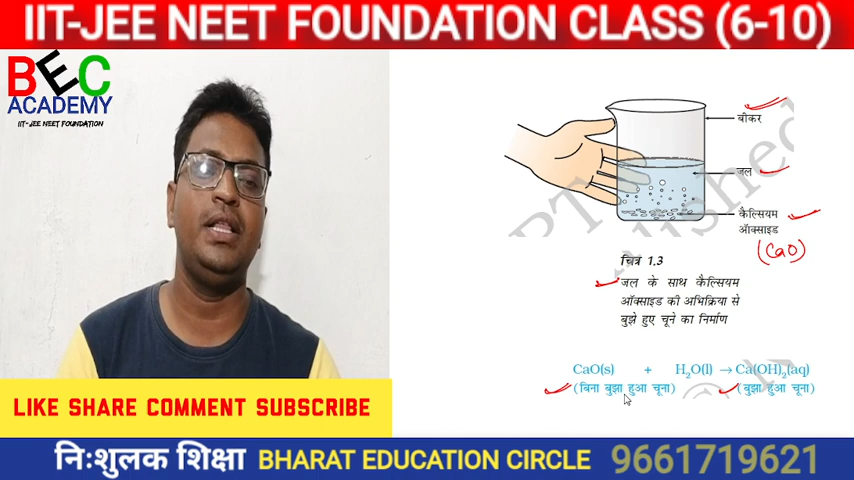 IIT-JEE NEET FOUNDATION CLASS (6-10)
BEC
ACADEMY
IIT-JEE NEET FOUNDATION
बीकर
जल
कैल्सियम
ऑक्साइड
(CaO)
चित्र 1.3
जल के साथ कैल्सियम
ऑक्साइड की अभिक्रिया से
बुझे हुए चूने का निर्माण
CaO(s) + H₂O(l) → Ca(OH)₂(aq)
(बिना बुझा हुआ चूना) (बुझा हुआ चूना)
LIKE SHARE COMMENT SUBSCRIBE
निःशुलक शिक्षा BHARAT EDUCATION CIRCLE 9661719621